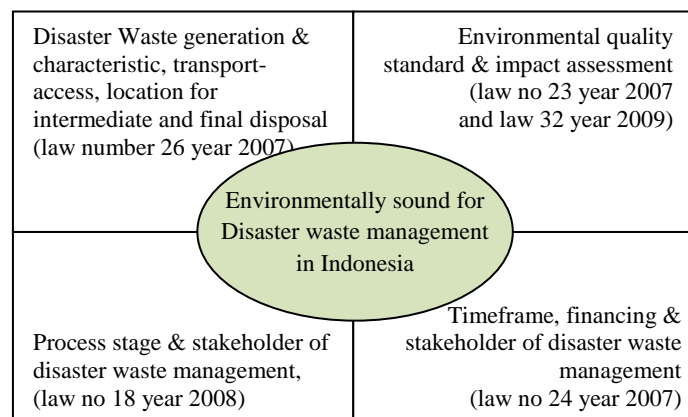 Disaster Waste generation &
characteristic, transport-
access, location for
intermediate and final disposal
(law number 26 year 2007)
Environmental quality
standard & impact assessment
(law no 23 year 2007
and law 32 year 2009)
Environmentally sound for
Disaster waste management
in Indonesia
Process stage & stakeholder of
disaster waste management,
(law no 18 year 2008)
Timeframe, financing &
stakeholder of disaster waste
management
(law no 24 year 2007)